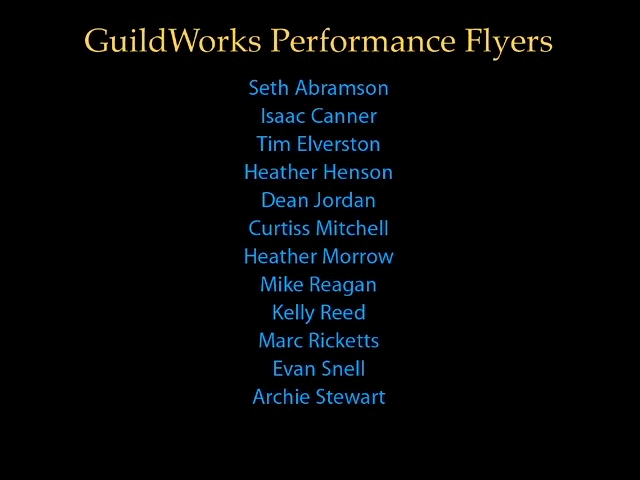 GuildWorks Performance Flyers
Seth Abramson
Isaac Canner
Tim Elverston
Heather Henson
Dean Jordan
Curtiss Mitchell
Heather Morrow
Mike Reagan
Kelly Reed
Marc Ricketts
Evan Snell
Archie Stewart